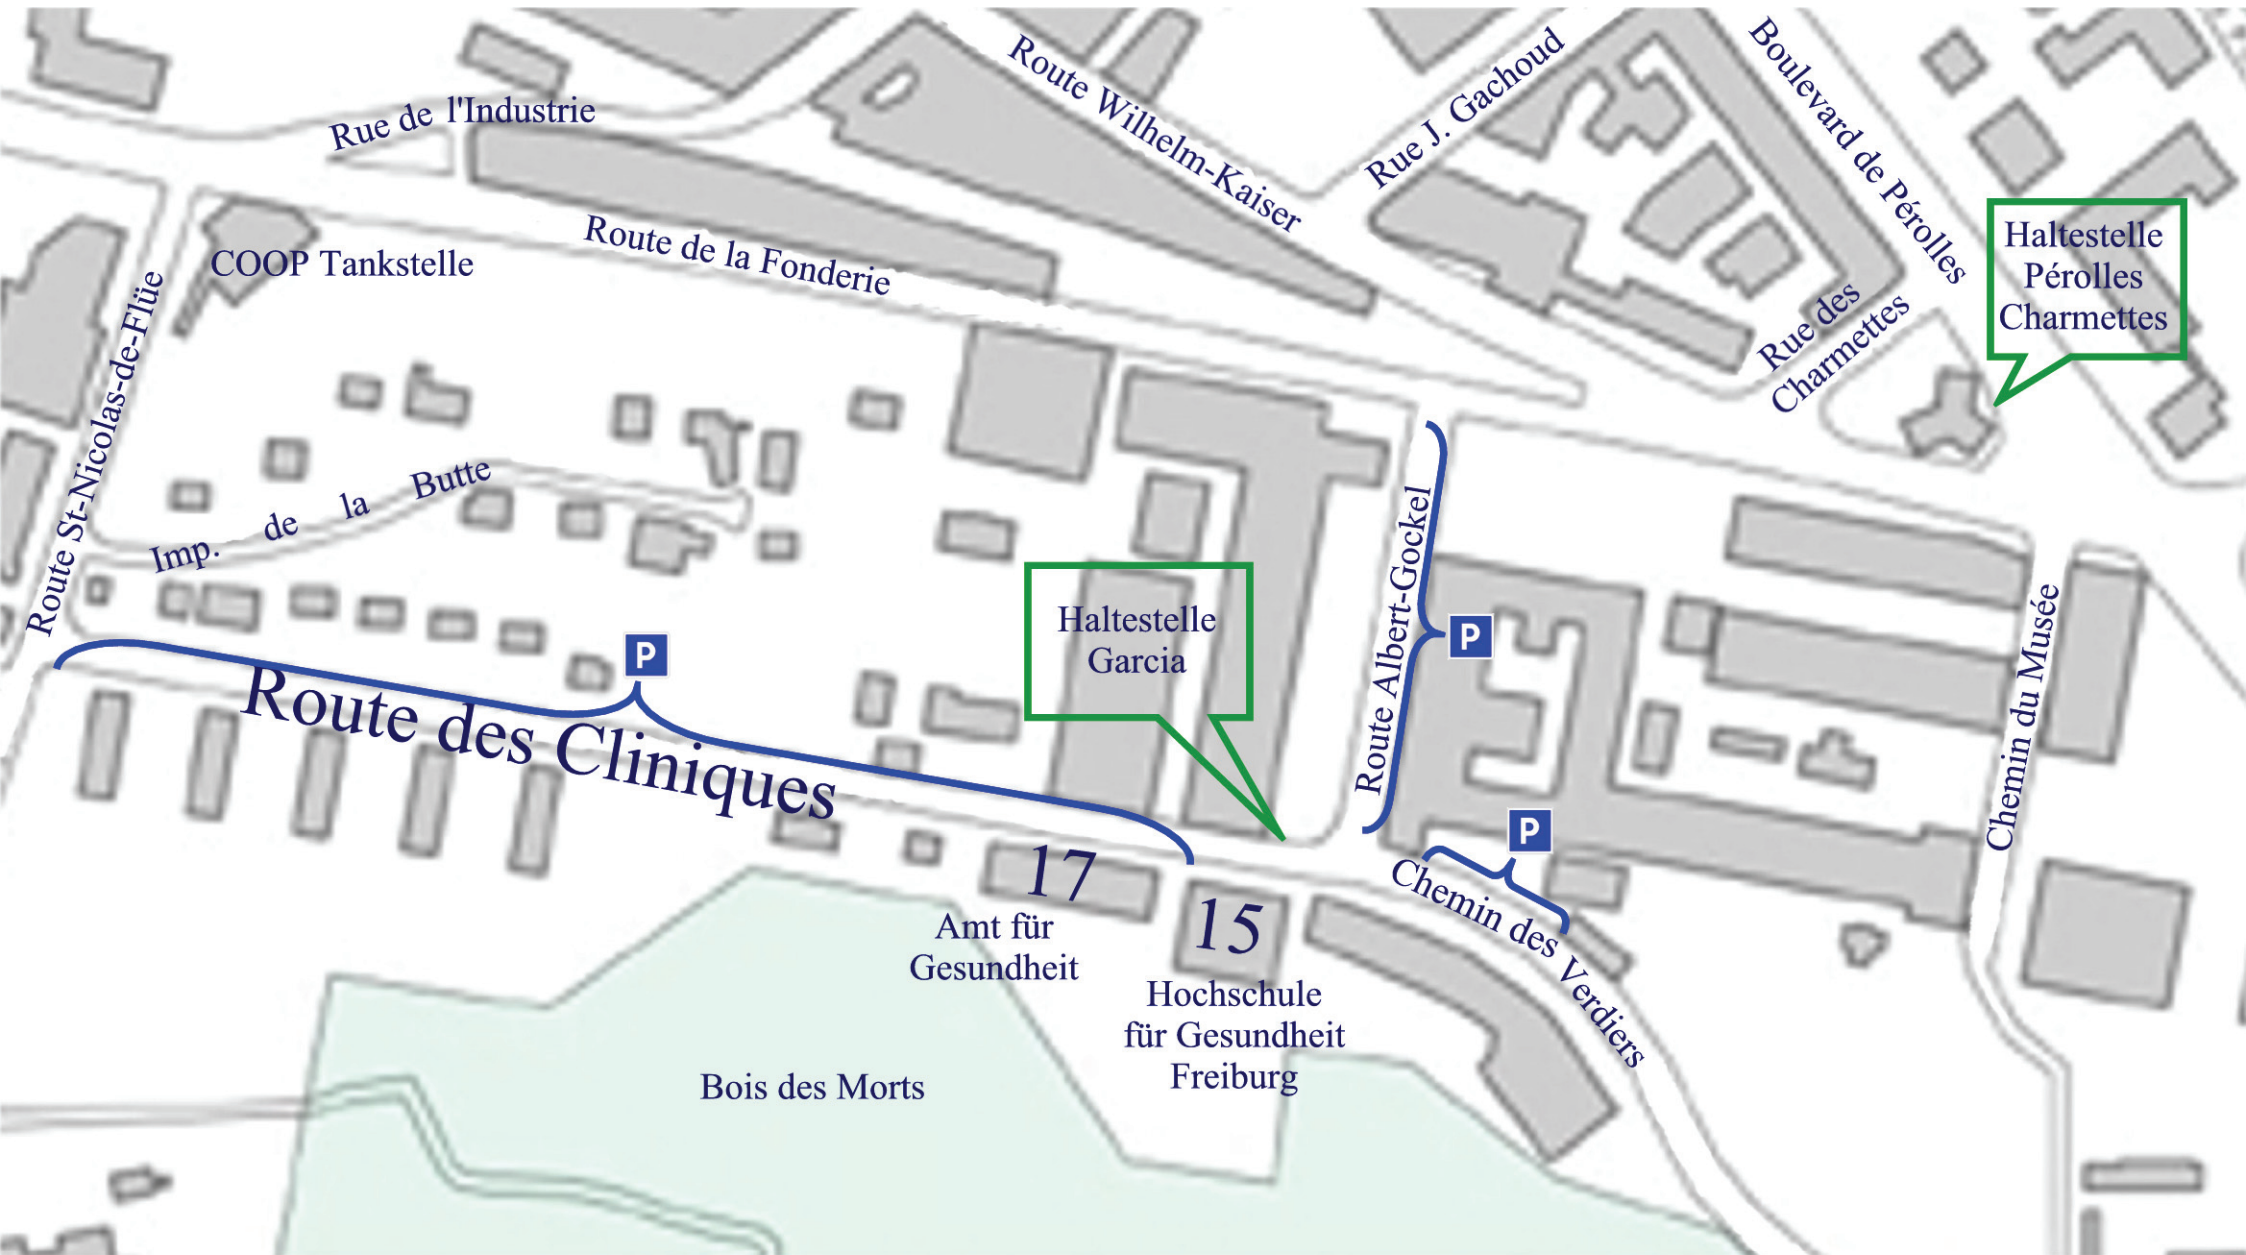 Rue de l'Industrie
Route Wilhelm-Kaiser
Rue J. Gachoud
Boulevard de Pérolles
COOP Tankstelle
Route de la Fonderie
Haltestelle
Pérolles
Charmettes
Rue des
Charmettes
Route St-Nicolas-de-Flüe
Imp. de la Butte
Haltestelle
Garcia
Route Albert-Gockel
P
P
Route des Cliniques
Chemin du Musée
P
17
Amt für
Gesundheit
15
Hochschule
für Gesundheit
Freiburg
Chemin des Verdiers
Bois des Morts